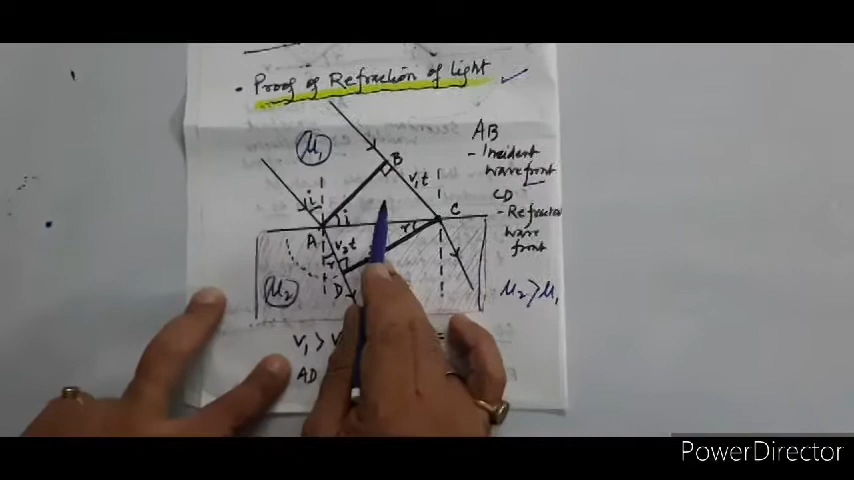 • Proof of Refraction of light ✓
μ₁
AB
- Incident
wavefront
CD
- Refracted
wave
front
μ₂ > μ₁
B
v₁t
i
i
A
C
r
v₂t
r
D
μ₂
v₁ > v
AD
=
PowerDirector